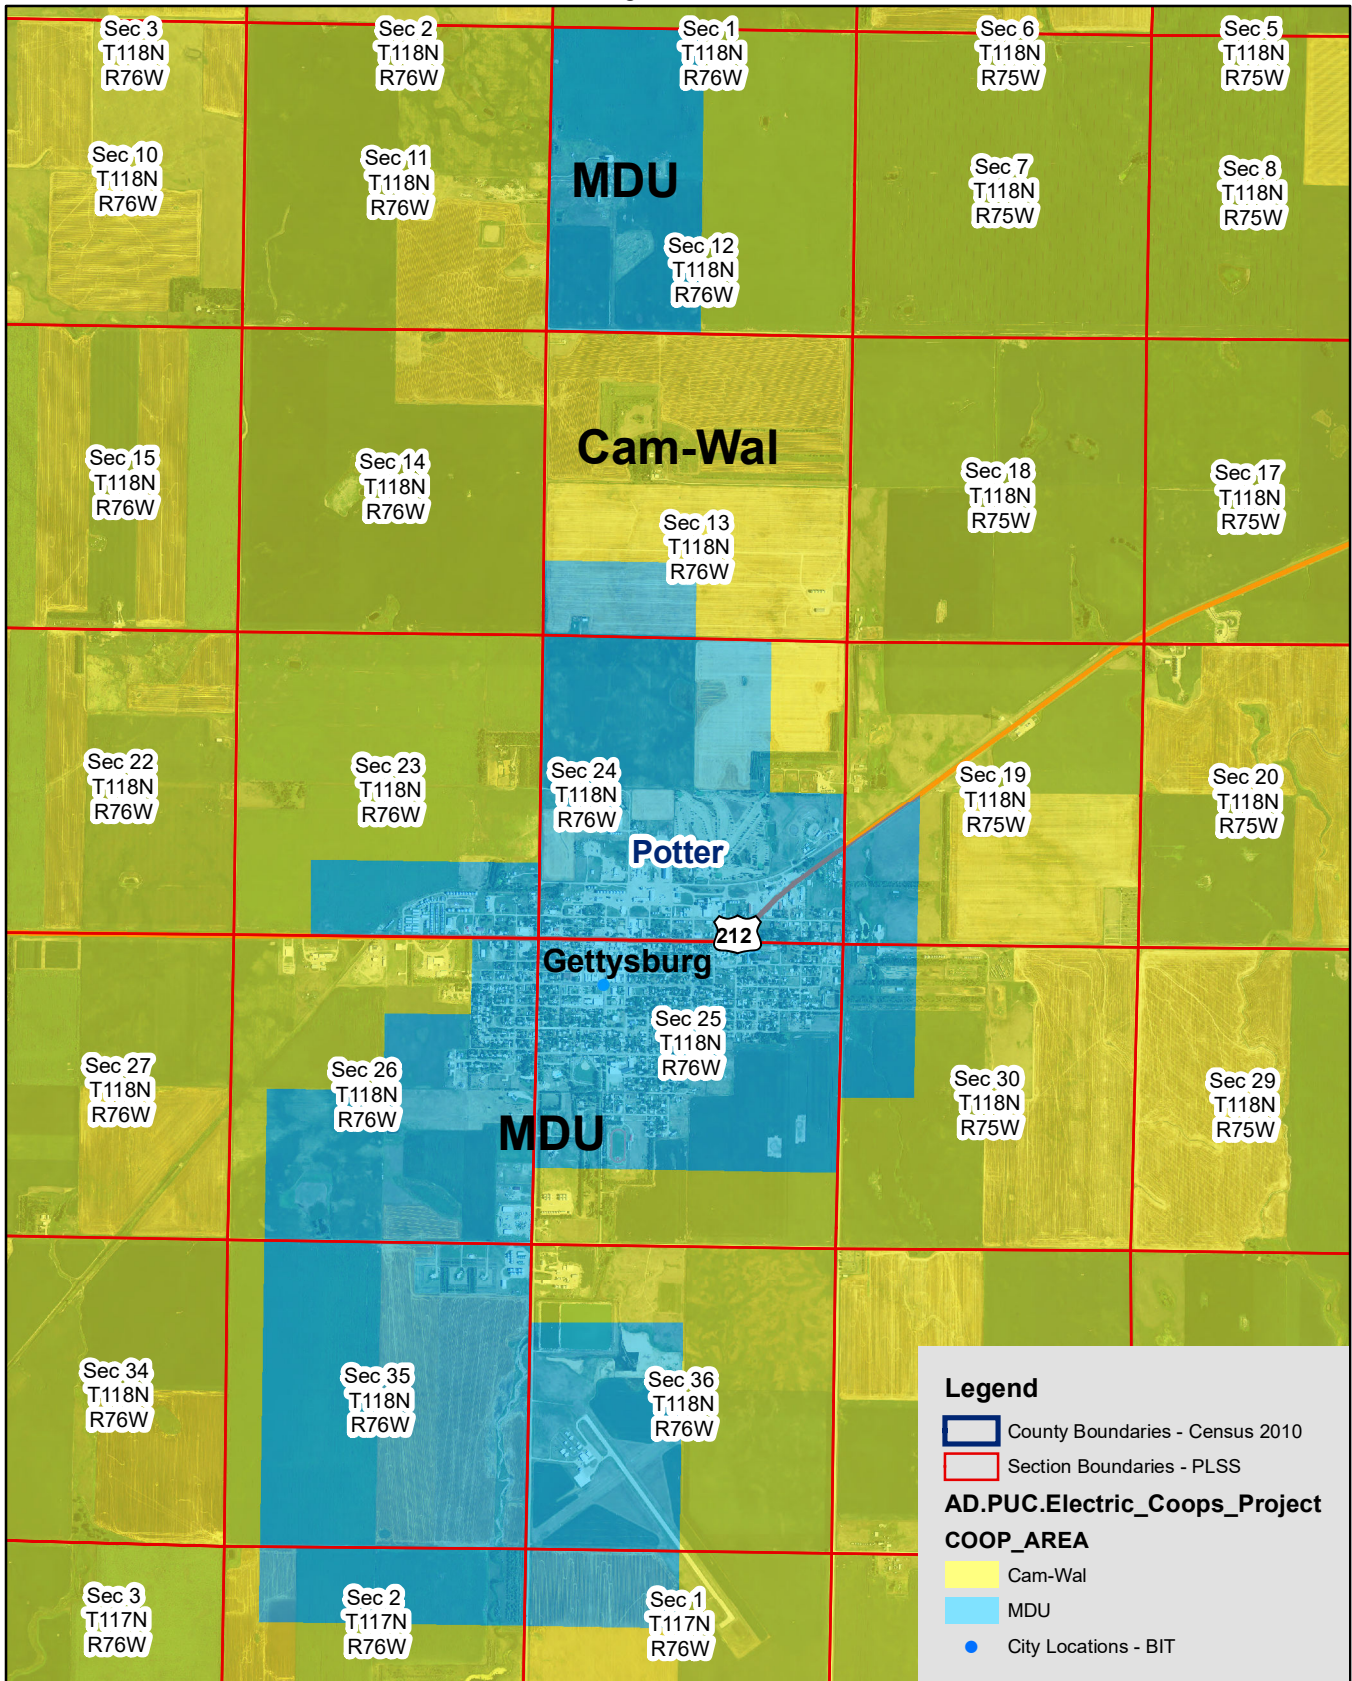 Sec 3
T118N
R76W
Sec 2
T118N
R76W
Sec 1
T118N
R76W
Sec 6
T118N
R75W
Sec 5
T118N
R75W
Sec 10
T118N
R76W
Sec 11
T118N
R76W
MDU
Sec 12
T118N
R76W
Sec 7
T118N
R75W
Sec 8
T118N
R75W
Cam-Wal
Sec 15
T118N
R76W
Sec 14
T118N
R76W
Sec 13
T118N
R76W
Sec 18
T118N
R75W
Sec 17
T118N
R75W
Sec 22
T118N
R76W
Sec 23
T118N
R76W
Sec 24
T118N
R76W
Sec 19
T118N
R75W
Sec 20
T118N
R75W
Potter
212
Gettysburg
Sec 27
T118N
R76W
Sec 26
T118N
R76W
Sec 25
T118N
R76W
Sec 30
T118N
R75W
Sec 29
T118N
R75W
MDU
Sec 34
T118N
R76W
Sec 35
T118N
R76W
Sec 36
T118N
R76W
Sec 3
T117N
R76W
Sec 2
T117N
R76W
Sec 1
T117N
R76W
Legend
County Boundaries - Census 2010
Section Boundaries - PLSS
AD.PUC.Electric_Coops_Project
COOP_AREA
Cam-Wal
MDU
City Locations - BIT